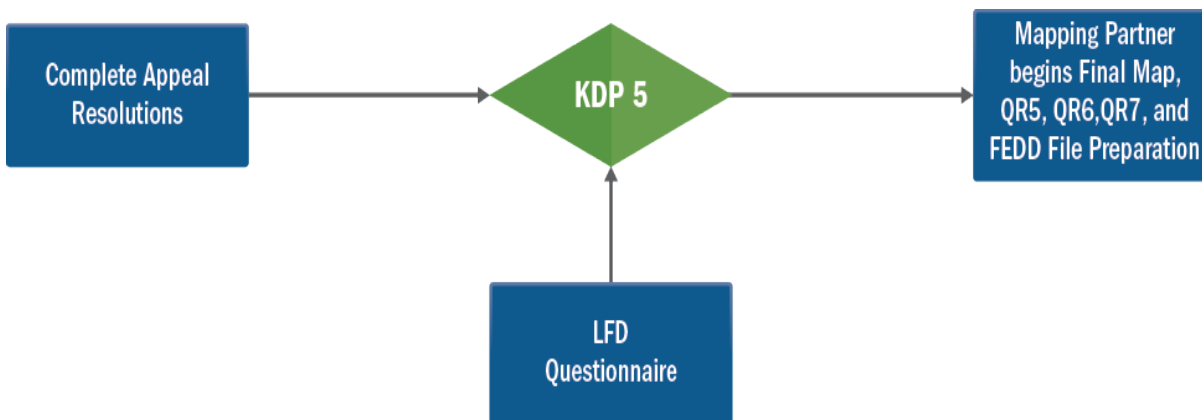 Complete Appeal
Resolutions
KDP 5
Mapping Partner
begins Final Map,
QR5, QR6,QR7, and
FEDD File Preparation
LFD
Questionnaire